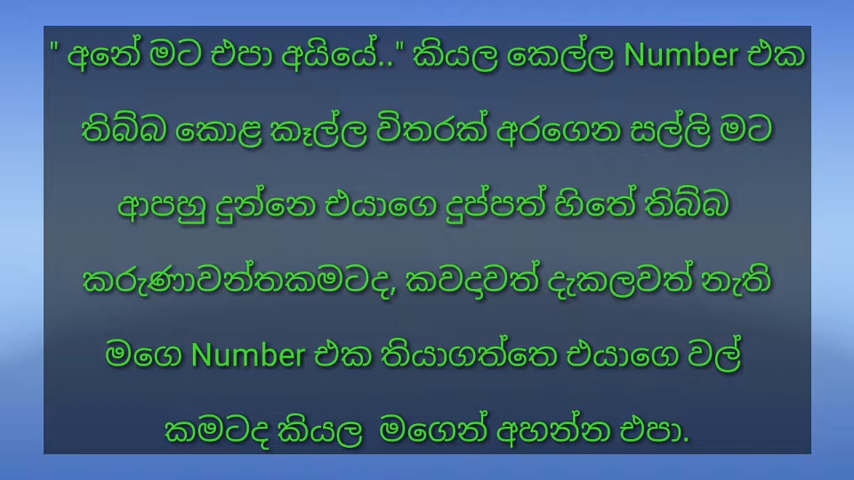 " අනේ මට එපා අයියේ.." කියල කෙල්ල Number එක
තිබ්බ කොළ කෑල්ල විතරක් අරගෙන සල්ලි මට
ආපහු දුන්නෙ එයාගෙ දුප්පත් හිතේ තිබ්බ
කරුණාවන්තකමටද, කවදාවත් දැකලවත් නැති
මගෙ Number එක තියාගත්තෙ එයාගෙ වල්
කමටද කියල මගෙන් අහන්න එපා.